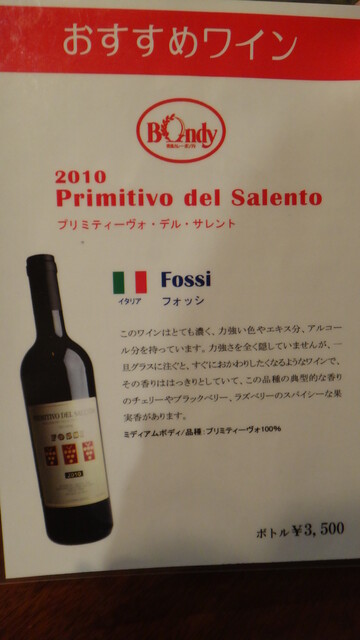 おすすめワイン
Bondy
2010
Primitivo del Salento
プリミティーヴォ・デル・サレント
Fossi
イタリア
フォッシ
このワインはとても濃く、力強い色やエキス分、アルコー
ル分を持っています。力強さを全く隠していませんが、一
旦グラスに注ぐと、すぐにおかわりしたくなるようなワインで、
その香りははっきりとしていて、この品種の典型的な香り
のチェリーやブラックベリー、ラズベリーのスパイシーな果
実香があります。
ミディアムボディ/品種:プリミティーヴォ100%
PRIMITIVO DEL SALENTO
FOSSI
2010
ボトル ¥3,500